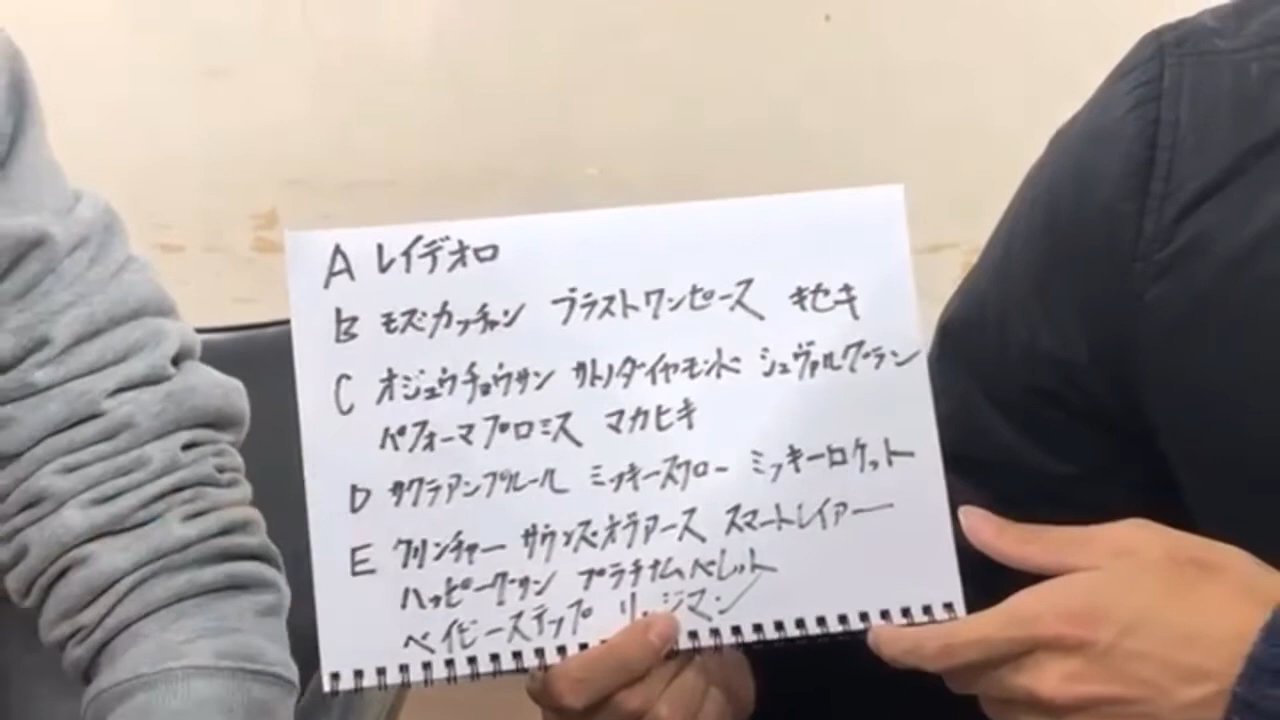 A レイデオロ
B モズカッチャン ブラストワンピース キセキ
C オジュウチョウサン サトノダイヤモンド シュヴァルグラン
パフォーマプロミス マカヒキ
D サクラアンプルール ミッキースワロー ミッキーロケット
E クリンチャー サウンズオブアース スマートレイアー
ハッピーグリン プラチナムバレット
ベイビーステップ リッジマン